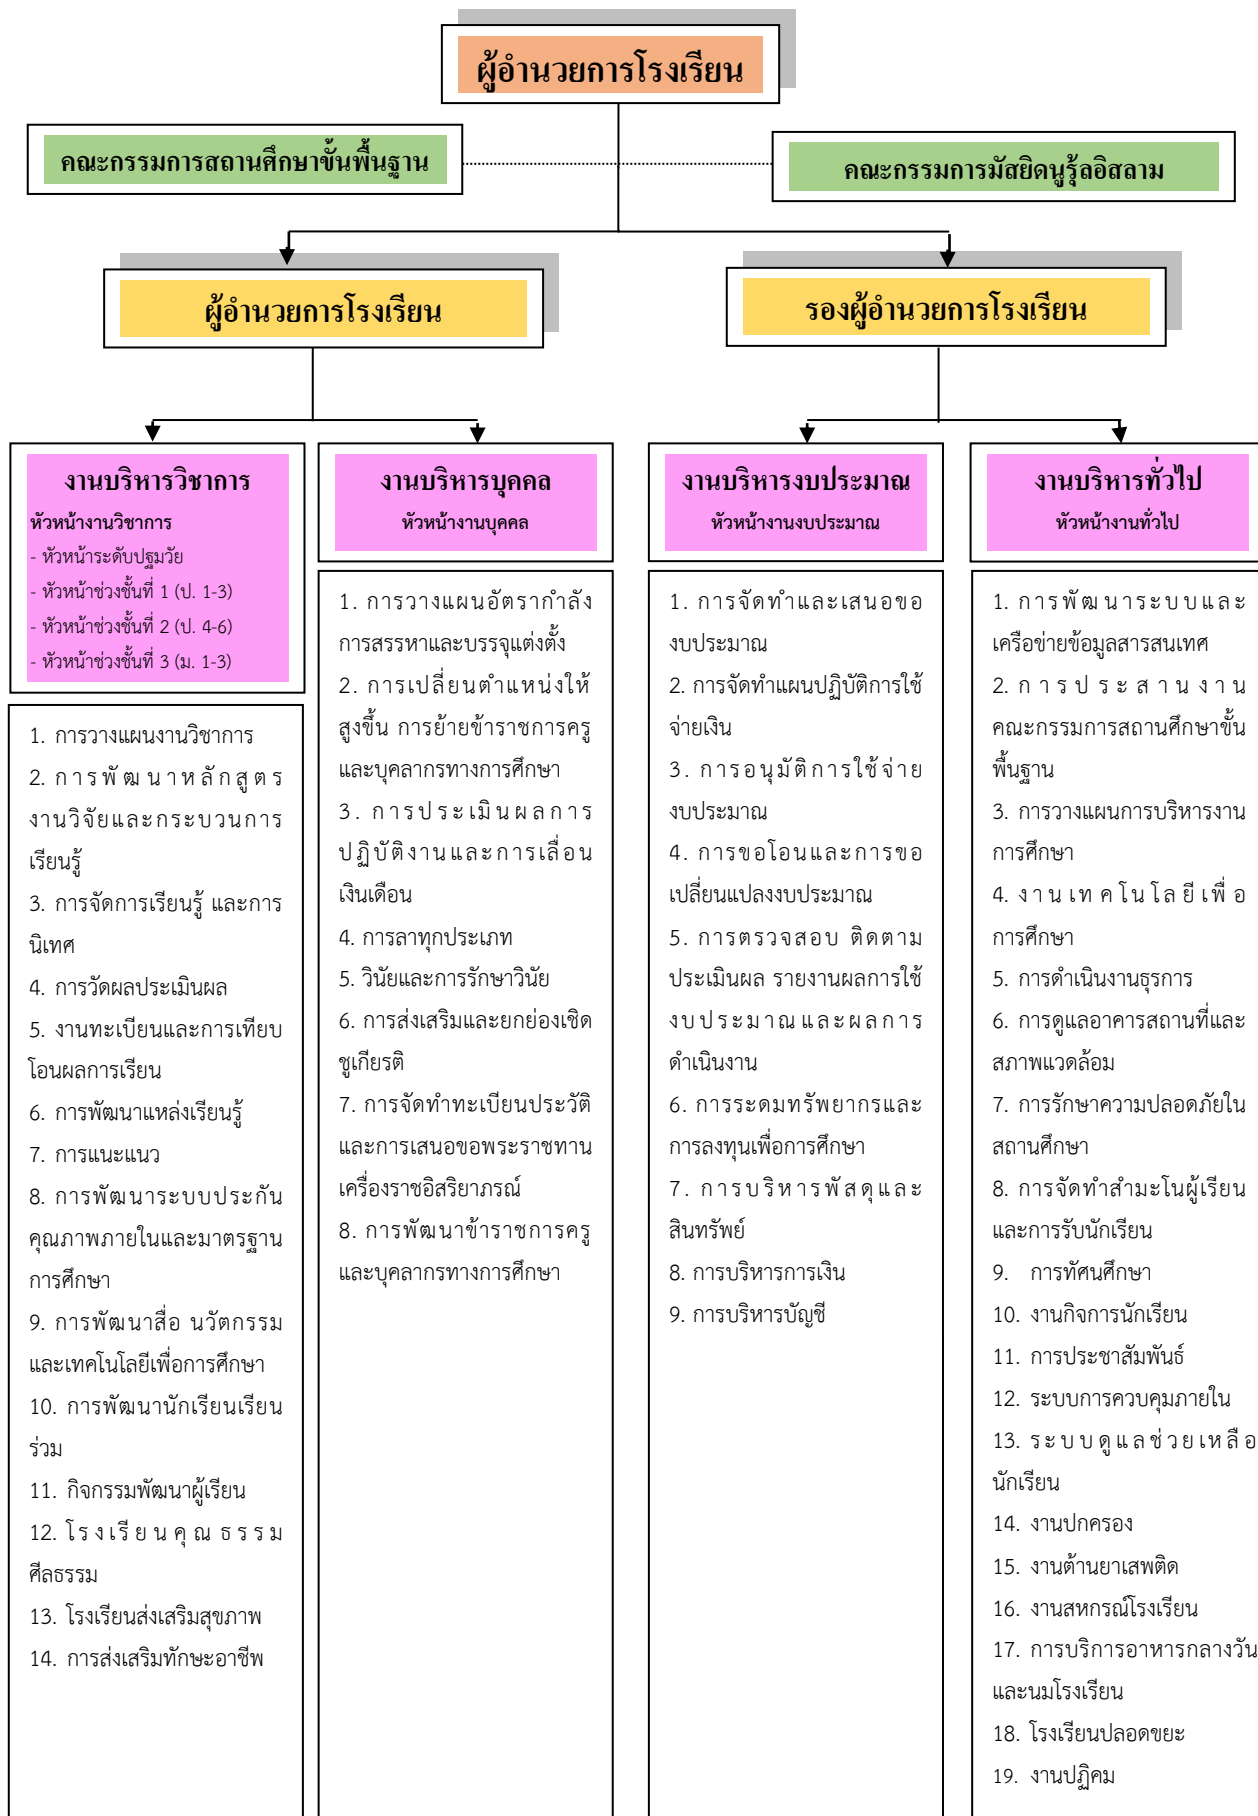 ผู้อำนวยการโรงเรียน
คณะกรรมการสถานศึกษาขั้นพื้นฐาน
คณะกรรมการมัสยิดนูรุ้ลอิสลาม
ผู้อำนวยการโรงเรียน
รองผู้อำนวยการโรงเรียน
งานบริหารวิชาการ
หัวหน้างานวิชาการ
- หัวหน้าระดับปฐมวัย
- หัวหน้าช่วงชั้นที่ 1 (ป. 1-3)
- หัวหน้าช่วงชั้นที่ 2 (ป. 4-6)
- หัวหน้าช่วงชั้นที่ 3 (ม. 1-3)
1. การวางแผนงานวิชาการ
2. การพัฒนาหลักสูตร
งานวิจัยและกระบวนการ
เรียนรู้
3. การจัดการเรียนรู้ และการ
นิเทศ
4. การวัดผลประเมินผล
5. งานทะเบียนและการเทียบ
โอนผลการเรียน
6. การพัฒนาแหล่งเรียนรู้
7. การแนะแนว
8. การพัฒนาระบบประกัน
คุณภาพภายในและมาตรฐาน
การศึกษา
9. การพัฒนาสื่อ นวัตกรรม
และเทคโนโลยีเพื่อการศึกษา
10. การพัฒนานักเรียนเรียน
ร่วม
11. กิจกรรมพัฒนาผู้เรียน
12. โรงเรียนคุณธรรม
ศีลธรรม
13. โรงเรียนส่งเสริมสุขภาพ
14. การส่งเสริมทักษะอาชีพ
งานบริหารบุคคล
หัวหน้างานบุคคล
1. การวางแผนอัตรากำลัง
การสรรหาและบรรจุแต่งตั้ง
2. การเปลี่ยนตำแหน่งให้
สูงขึ้น การย้ายข้าราชการครู
และบุคลากรทางการศึกษา
3. การประเมินผลการ
ปฏิบัติงานและการเลื่อน
เงินเดือน
4. การลาทุกประเภท
5. วินัยและการรักษาวินัย
6. การส่งเสริมและยกย่องเชิด
ชูเกียรติ
7. การจัดทำทะเบียนประวัติ
และการเสนอขอพระราชทาน
เครื่องราชอิสริยาภรณ์
8. การพัฒนาข้าราชการครู
และบุคลากรทางการศึกษา
งานบริหารงบประมาณ
หัวหน้างานงบประมาณ
1. การจัดทำและเสนอขอ
งบประมาณ
2. การจัดทำแผนปฏิบัติการใช้
จ่ายเงิน
3. การอนุมัติการใช้จ่าย
งบประมาณ
4. การขอโอนและการขอ
เปลี่ยนแปลงงบประมาณ
5. การตรวจสอบ ติดตาม
ประเมินผล รายงานผลการใช้
งบประมาณและผลการ
ดำเนินงาน
6. การระดมทรัพยากรและ
การลงทุนเพื่อการศึกษา
7. การบริหารพัสดุและ
สินทรัพย์
8. การบริหารการเงิน
9. การบริหารบัญชี
งานบริหารทั่วไป
หัวหน้างานทั่วไป
1. การพัฒนาระบบและ
เครือข่ายข้อมูลสารสนเทศ
2. การประสานงาน
คณะกรรมการสถานศึกษาขั้น
พื้นฐาน
3. การวางแผนการบริหารงาน
การศึกษา
4. งานเทคโนโลยีเพื่อ
การศึกษา
5. การดำเนินงานธุรการ
6. การดูแลอาคารสถานที่และ
สภาพแวดล้อม
7. การรักษาความปลอดภัยใน
สถานศึกษา
8. การจัดทำสำมะโนผู้เรียน
และการรับนักเรียน
9. การทัศนศึกษา
10. งานกิจการนักเรียน
11. การประชาสัมพันธ์
12. ระบบการควบคุมภายใน
13. ระบบดูแลช่วยเหลือ
นักเรียน
14. งานปกครอง
15. งานต้านยาเสพติด
16. งานสหกรณ์โรงเรียน
17. การบริการอาหารกลางวัน
และนมโรงเรียน
18. โรงเรียนปลอดขยะ
19. งานปฏิคม